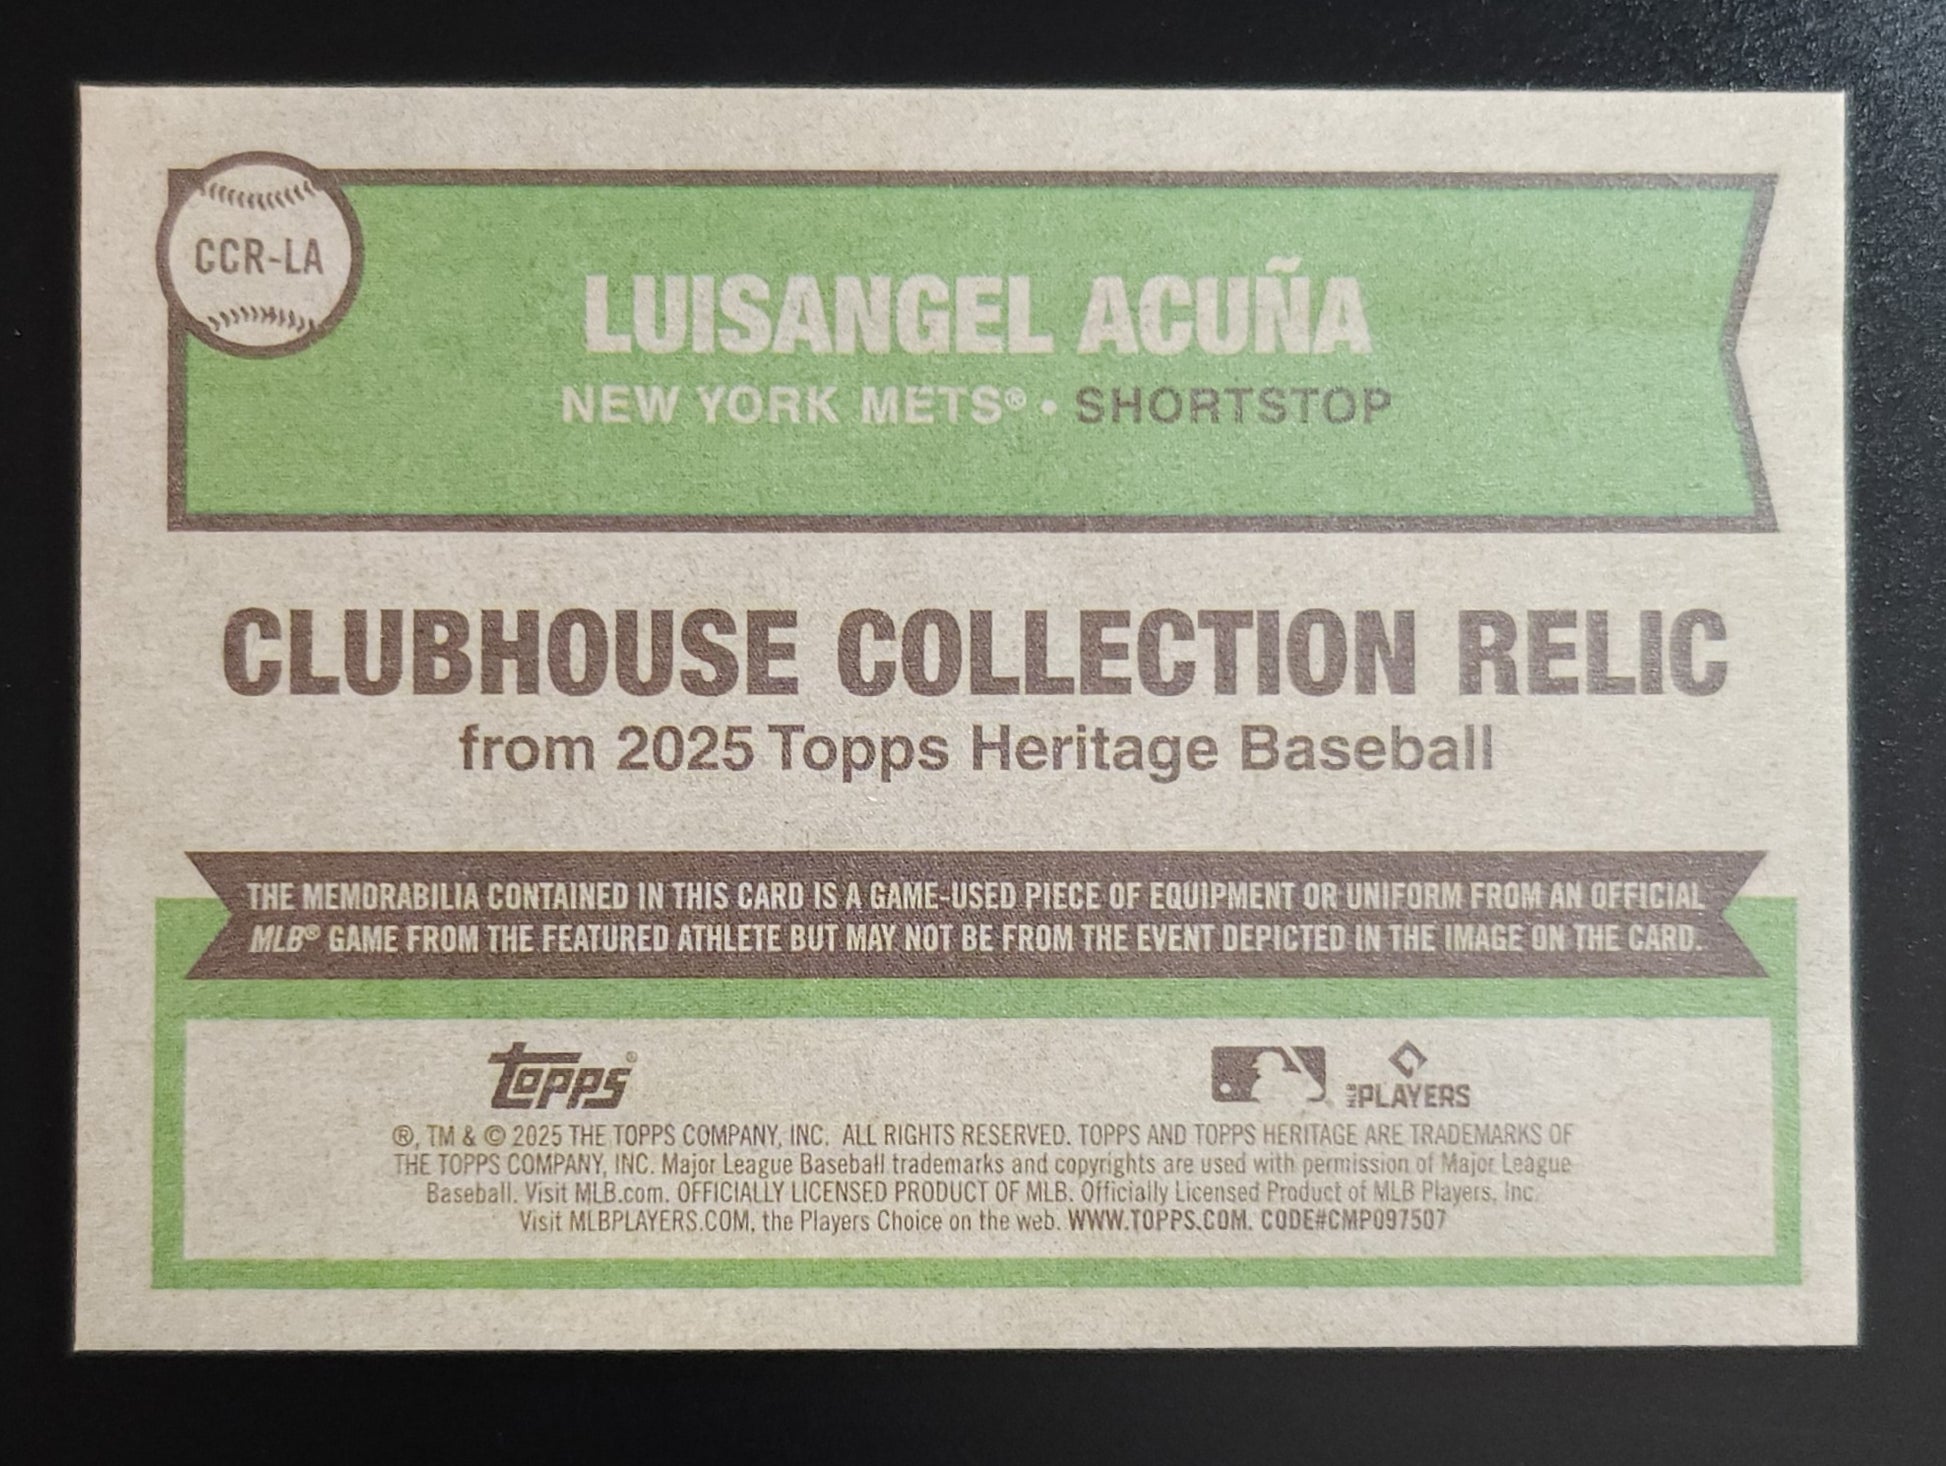 CCR-LA
LUISANGEL ACUÑA
NEW YORK METS® • SHORTSTOP
CLUBHOUSE COLLECTION RELIC
from 2025 Topps Heritage Baseball
THE MEMORABILIA CONTAINED IN THIS CARD IS A GAME-USED PIECE OF EQUIPMENT OR UNIFORM FROM AN OFFICIAL
MLB® GAME FROM THE FEATURED ATHLETE BUT MAY NOT BE FROM THE EVENT DEPICTED IN THE IMAGE ON THE CARD.
topps®
MLB PLAYERS
®, TM & © 2025 THE TOPPS COMPANY, INC. ALL RIGHTS RESERVED. TOPPS AND TOPPS HERITAGE ARE TRADEMARKS OF
THE TOPPS COMPANY, INC. Major League Baseball trademarks and copyrights are used with permission of Major League
Baseball. Visit MLB.com. OFFICIALLY LICENSED PRODUCT OF MLB. Officially Licensed Product of MLB Players, Inc.
Visit MLBPLAYERS.COM, the Players Choice on the web. WWW.TOPPS.COM. CODE#CMP097507